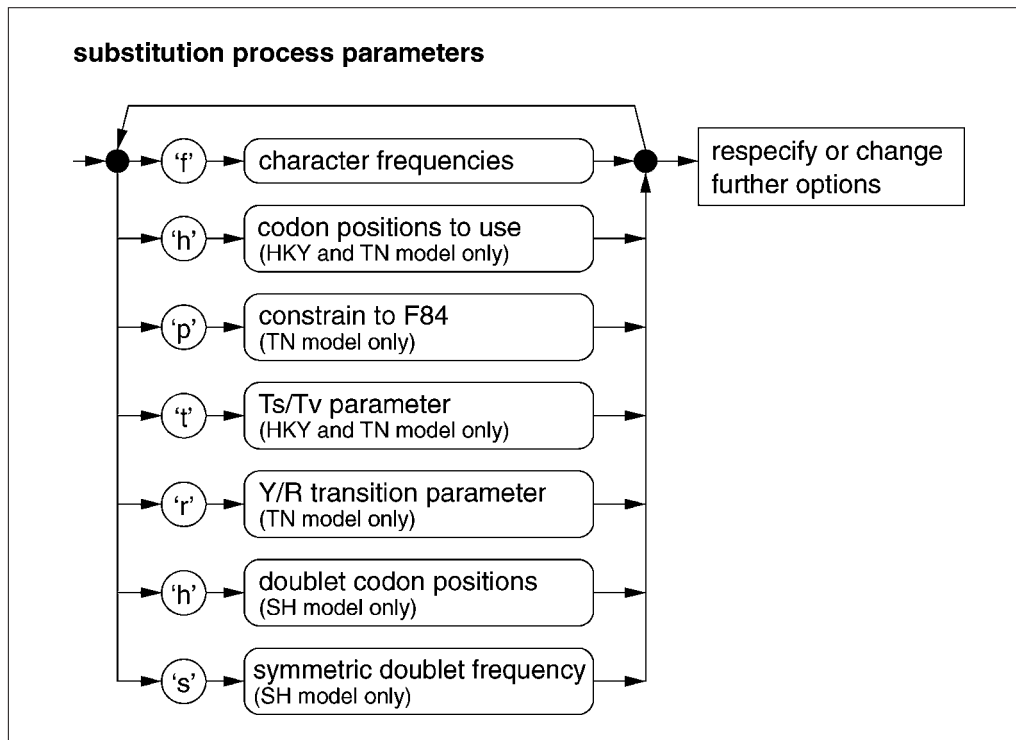 substitution process parameters
‘f’ character frequencies
respecify or change
further options
‘h’ codon positions to use
(HKY and TN model only)
‘p’ constrain to F84
(TN model only)
‘t’ Ts/Tv parameter
(HKY and TN model only)
‘r’ Y/R transition parameter
(TN model only)
‘h’ doublet codon positions
(SH model only)
‘s’ symmetric doublet frequency
(SH model only)